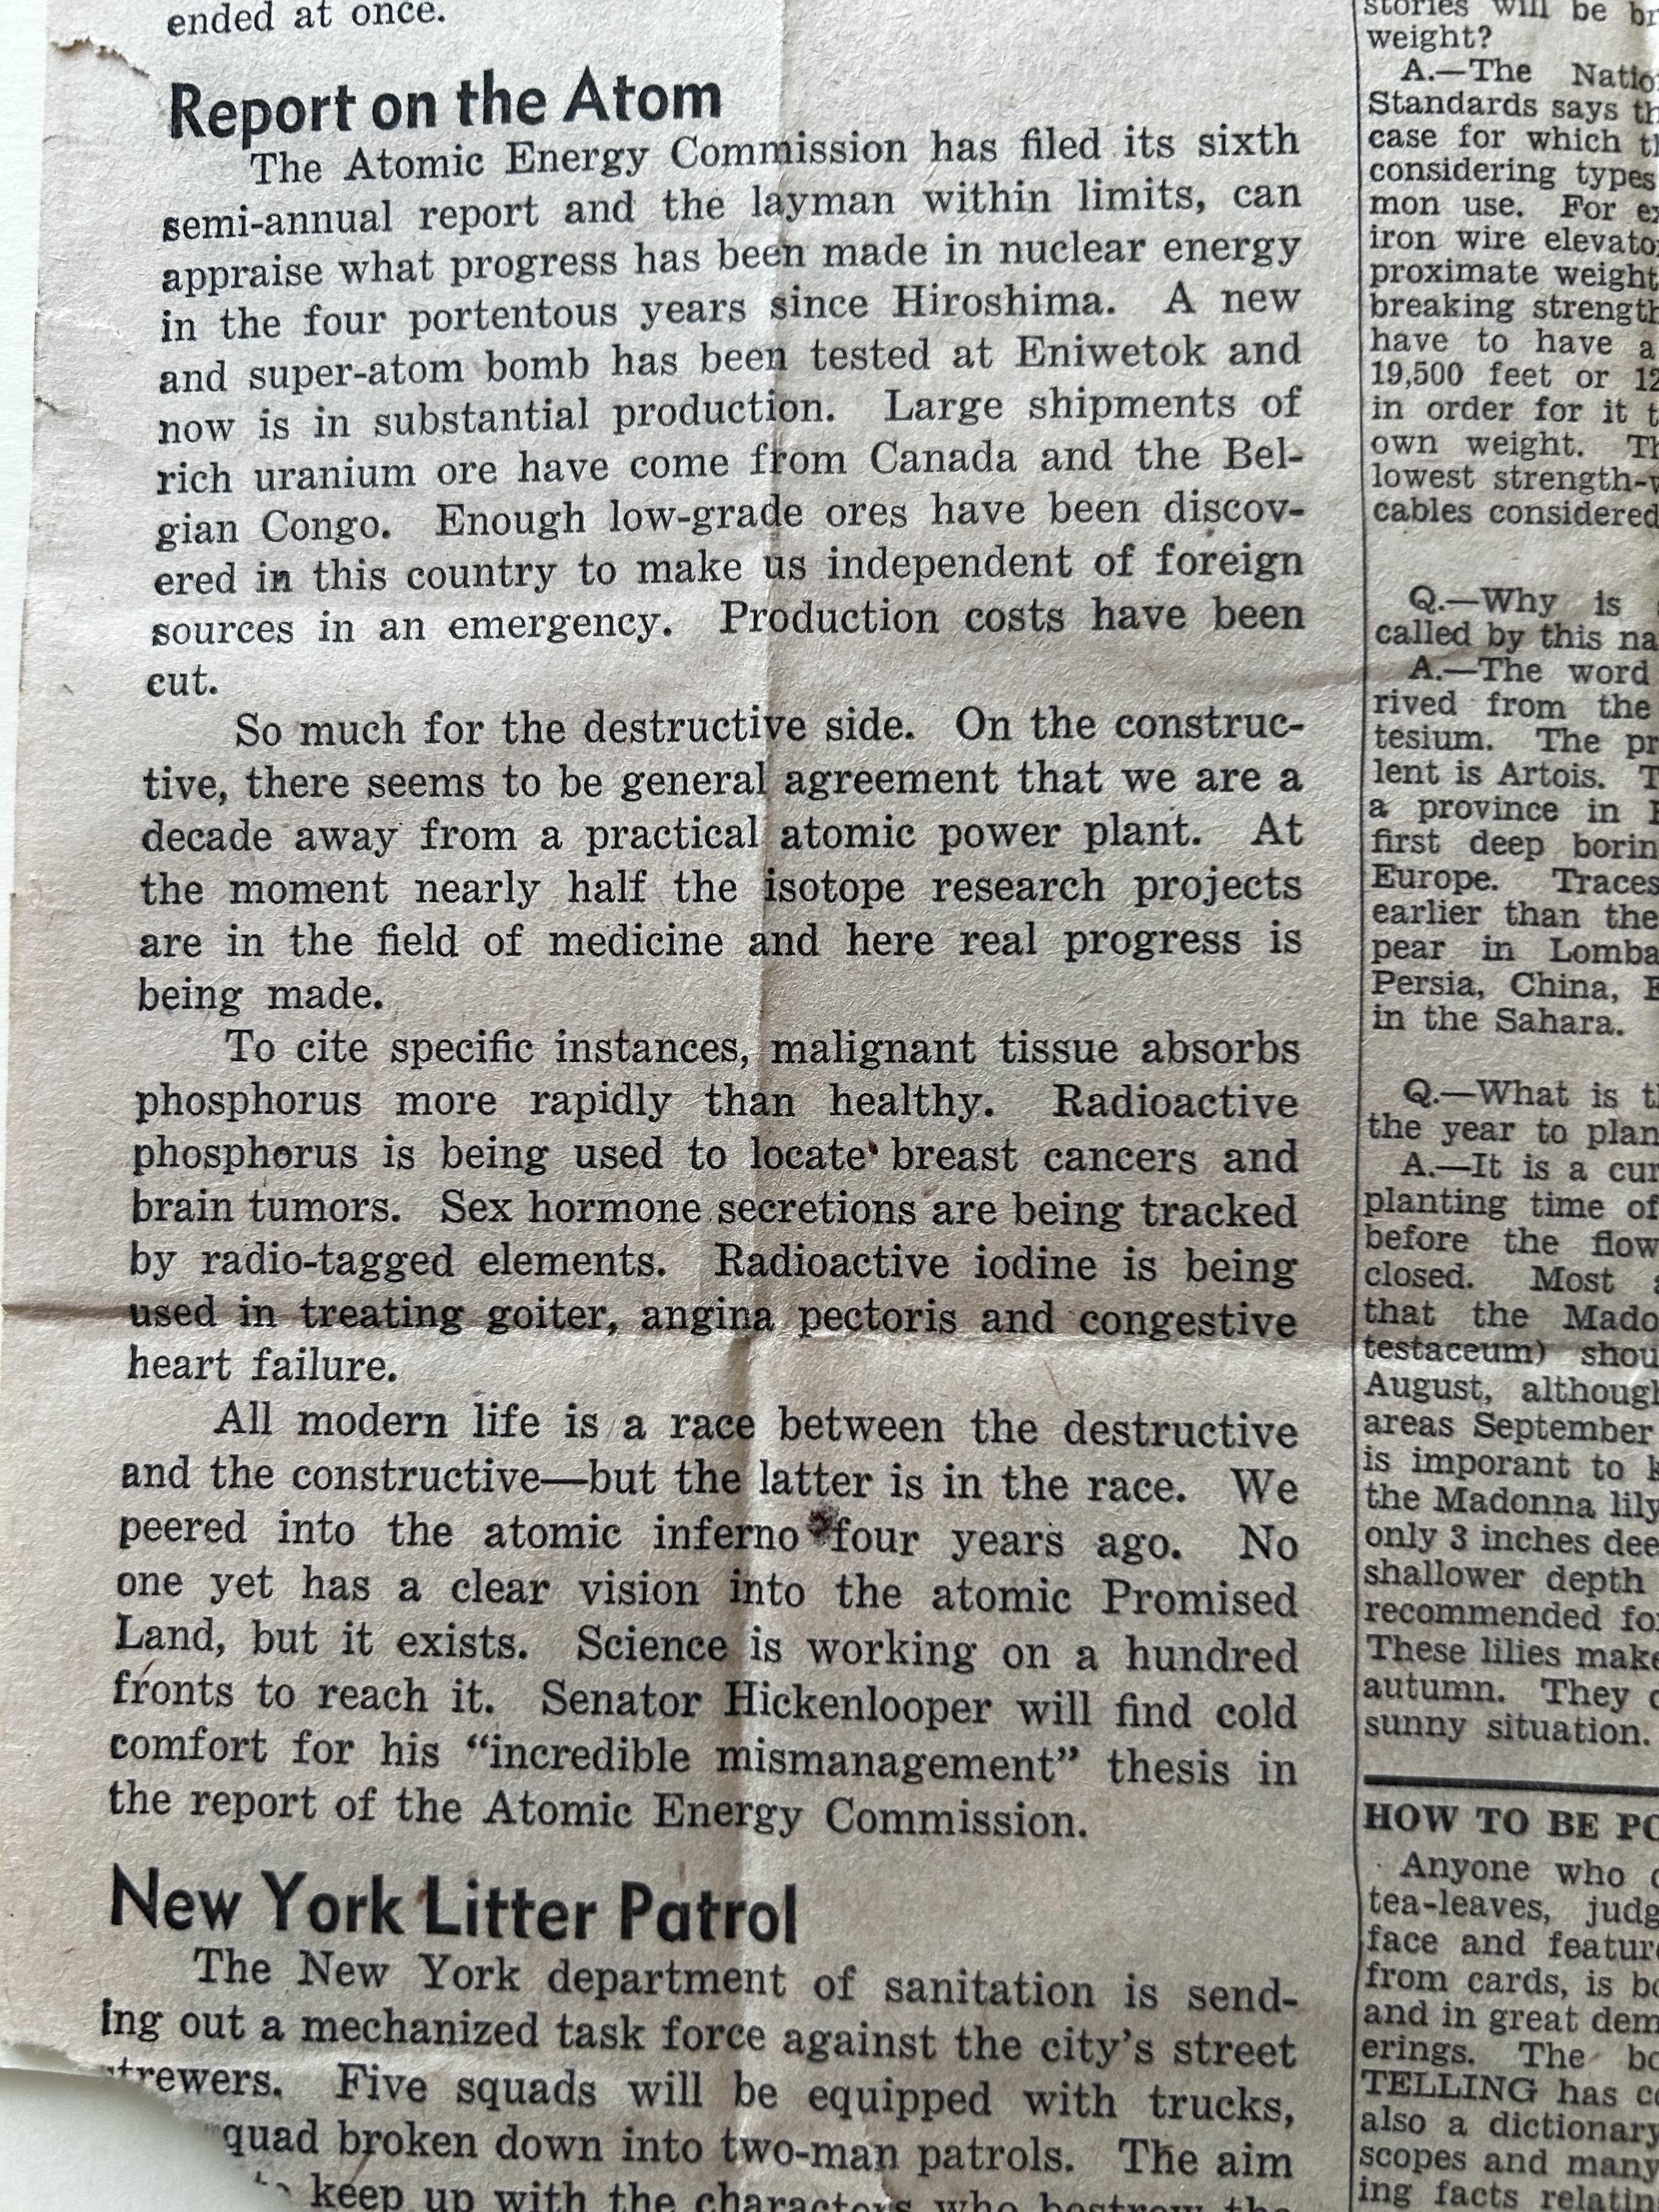 ended at once.
Report on the Atom
The Atomic Energy Commission has filed its sixth
semi-annual report and the layman within limits, can
appraise what progress has been made in nuclear energy
in the four portentous years since Hiroshima. A new
and super-atom bomb has been tested at Eniwetok and
now is in substantial production. Large shipments of
rich uranium ore have come from Canada and the Bel-
gian Congo. Enough low-grade ores have been discov-
ered in this country to make us independent of foreign
sources in an emergency. Production costs have been
cut.
So much for the destructive side. On the construc-
tive, there seems to be general agreement that we are a
decade away from a practical atomic power plant. At
the moment nearly half the isotope research projects
are in the field of medicine and here real progress is
being made.
To cite specific instances, malignant tissue absorbs
phosphorus more rapidly than healthy. Radioactive
phosphorus is being used to locate breast cancers and
brain tumors. Sex hormone secretions are being tracked
by radio-tagged elements. Radioactive iodine is being
used in treating goiter, angina pectoris and congestive
heart failure.
All modern life is a race between the destructive
and the constructive—but the latter is in the race. We
peered into the atomic inferno four years ago. No
one yet has a clear vision into the atomic Promised
Land, but it exists. Science is working on a hundred
fronts to reach it. Senator Hickenlooper will find cold
comfort for his “incredible mismanagement” thesis in
the report of the Atomic Energy Commission.
New York Litter Patrol
The New York department of sanitation is send-
ing out a mechanized task force against the city's street
trewers. Five squads will be equipped with trucks,
quad broken down into two-man patrols. The aim
keep up with the characters who bestrew the
stories will be
weight?
A.—The
Standards says
case for which
considering types
mon use. For
iron wire
proximate weight
breaking
have to have a
19,500 feet or
in order for it
own weight.
lowest
cables considered
Q.—Why is
called by this
A.—The word
rived from the
tesium. The
lent is Artois.
a province in
first deep
Europe. Traces
earlier than the
pear in
Persia, China,
in the Sahara.
Q.—What is
the year to
A.—It is a
planting time of
before the
closed. Most
that the
testaceum)
August,
areas September
is imporant to
the Madonna lily
only 3 inches
shallower depth
recommended
These lilies
autumn. They
sunny situation.
HOW TO BE
Anyone who
tea-leaves,
face and
from cards, is
and in great
erings. The
TELLING has
also a dictionary
scopes and many
ing facts